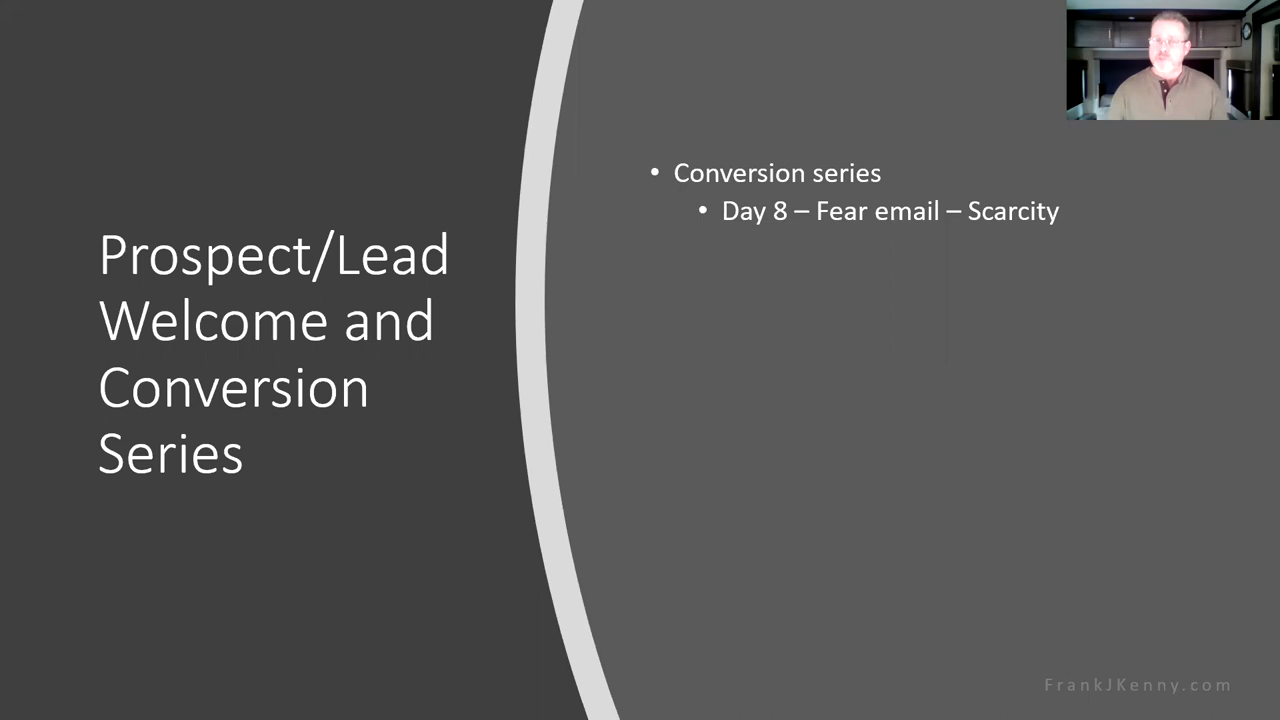 Prospect/Lead
Welcome and
Conversion
Series
• Conversion series
• Day 8 – Fear email – Scarcity
FrankJKenny.com